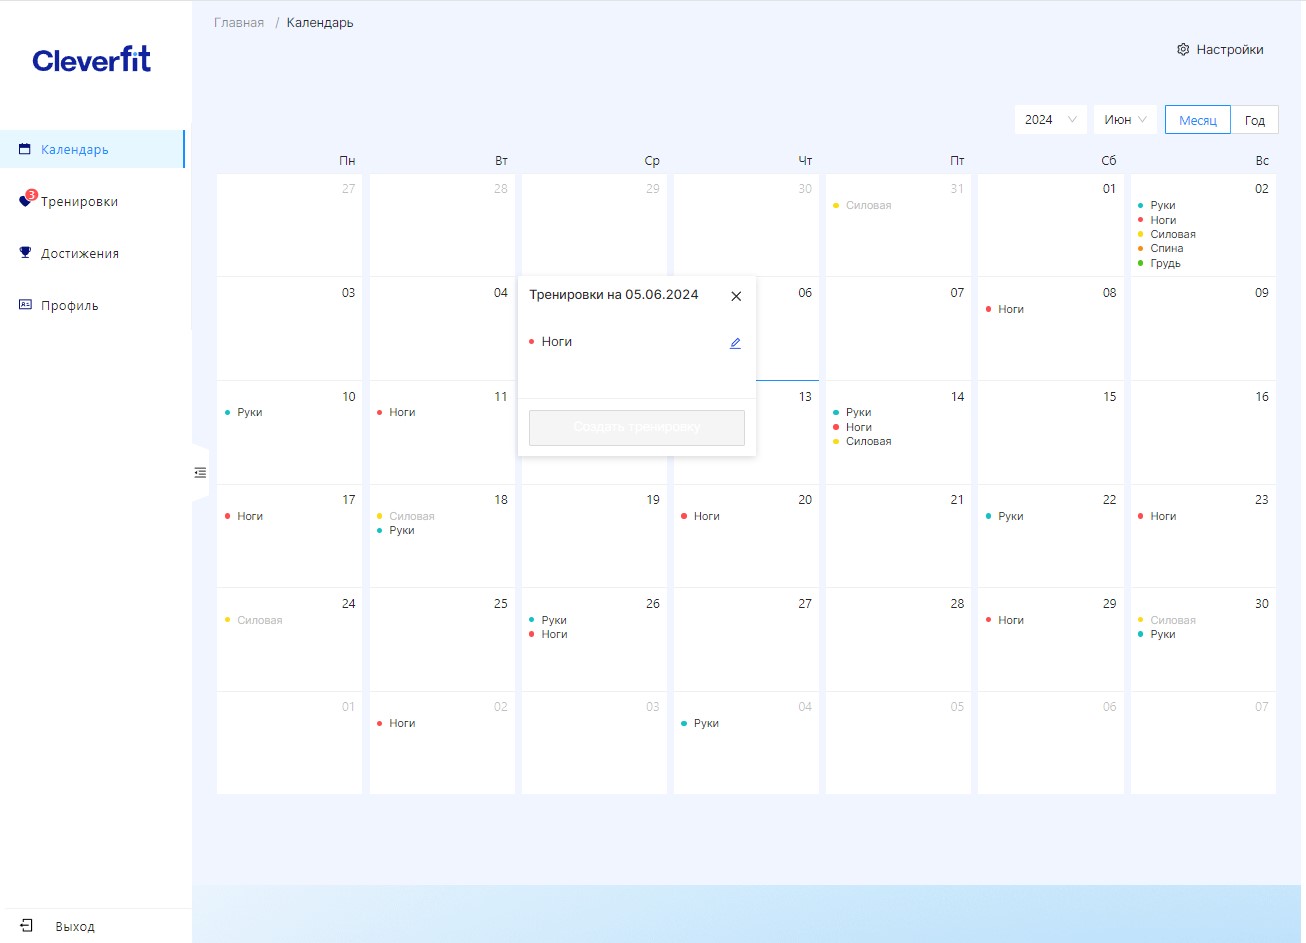 Главная / Календарь
Cleverfit
Настройки
2024 Июн Месяц Год
Календарь
3
Тренировки
Достижения
Профиль
Выход
Пн Вт Ср Чт Пт Сб Вс
27 28 29 30 31 01 02
Силовая
Руки
Ноги
Силовая
Спина
Грудь
03 04 06 07 08 09
Ноги
Тренировки на 05.06.2024
Ноги
Создать тренировку
10 11 13 14 15 16
Руки
Ноги
Руки
Ноги
Силовая
17 18 19 20 21 22 23
Ноги
Силовая
Руки
Ноги
Руки
Ноги
24 25 26 27 28 29 30
Силовая
Руки
Ноги
Ноги
Силовая
Руки
01 02 03 04 05 06 07
Ноги
Руки